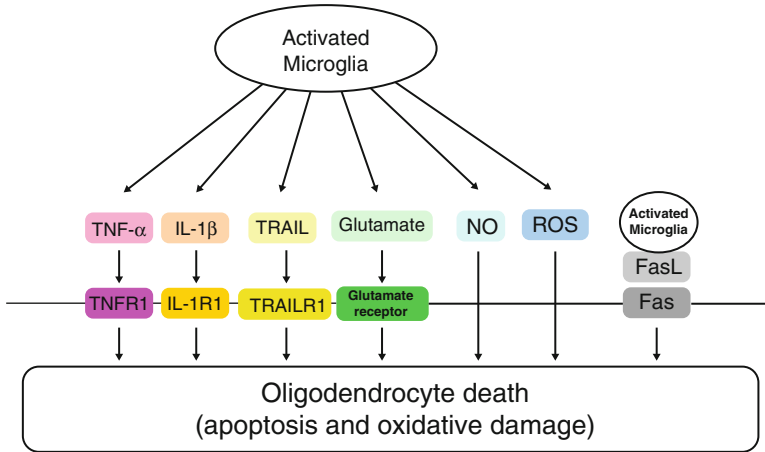 Activated
Microglia
TNF-α
IL-1β
TRAIL
Glutamate
NO
ROS
Activated
Microglia
FasL
TNFR1
IL-1R1
TRAILR1
Glutamate
receptor
Fas
Oligodendrocyte death
(apoptosis and oxidative damage)